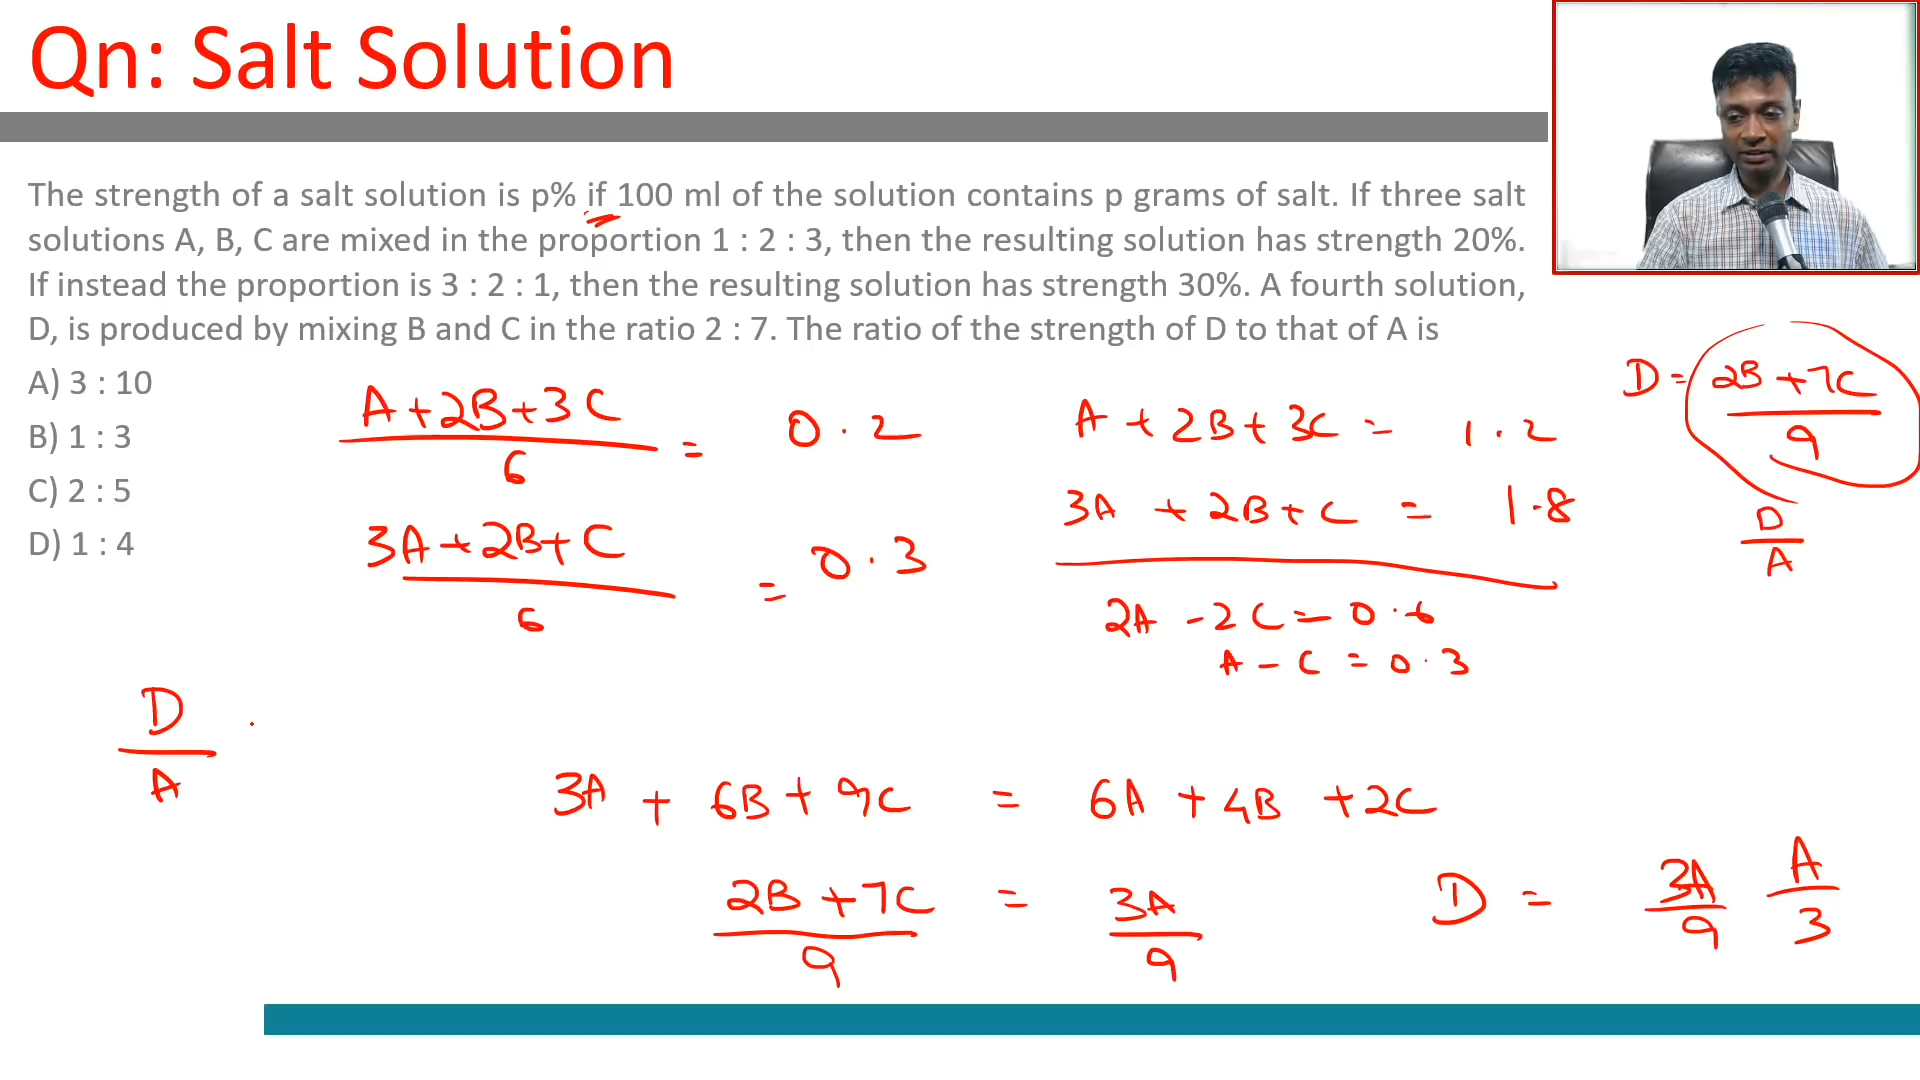 Qn: Salt Solution
The strength of a salt solution is p% if 100 ml of the solution contains p grams of salt. If three salt
solutions A, B, C are mixed in the proportion 1 : 2 : 3, then the resulting solution has strength 20%.
If instead the proportion is 3 : 2 : 1, then the resulting solution has strength 30%. A fourth solution,
D, is produced by mixing B and C in the ratio 2 : 7. The ratio of the strength of D to that of A is
A) 3 : 10
B) 1 : 3
C) 2 : 5
D) 1 : 4
A+2B+3C
6
= 0.2
3A+2B+C
6
= 0.3
A + 2B + 3C = 1.2
3A + 2B + C = 1.8
2A - 2C = 0.6
A - C = 0.3
D = 2B + 7C
9
D
A
D
A
3A + 6B + 9C = 6A + 4B + 2C
2B + 7C
9
= 3A
9
D = 3A
9
A
3